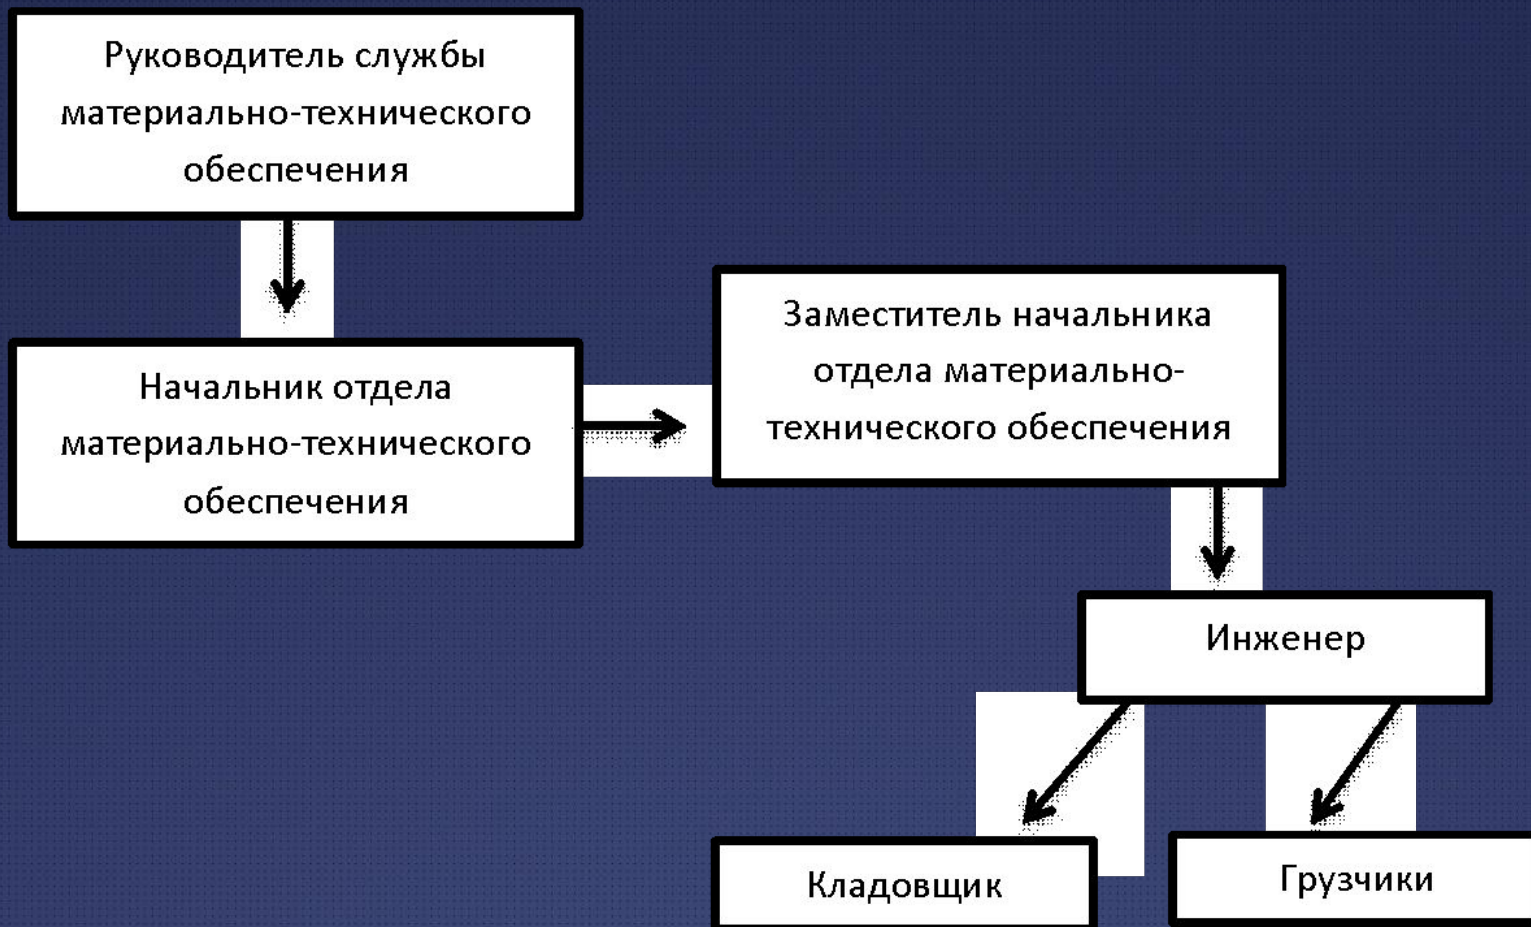 Руководитель службы
материально-технического
обеспечения
Начальник отдела
материально-технического
обеспечения
Заместитель начальника
отдела материально-
технического обеспечения
Инженер
Кладовщик
Грузчики